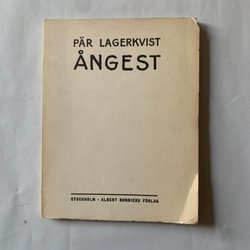 PÄR LAGERKVIST
ÅNGEST
STOCKHOLM · ALBERT BONNIERS FÖRLAG